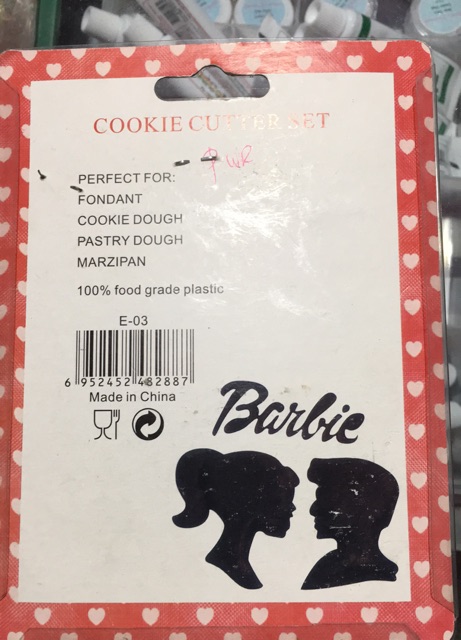 COOKIE CUTTER SET
PERFECT FOR:
FONDANT
COOKIE DOUGH
PASTRY DOUGH
MARZIPAN
100% food grade plastic
E-03
6 952452 482887
Made in China
Barbie